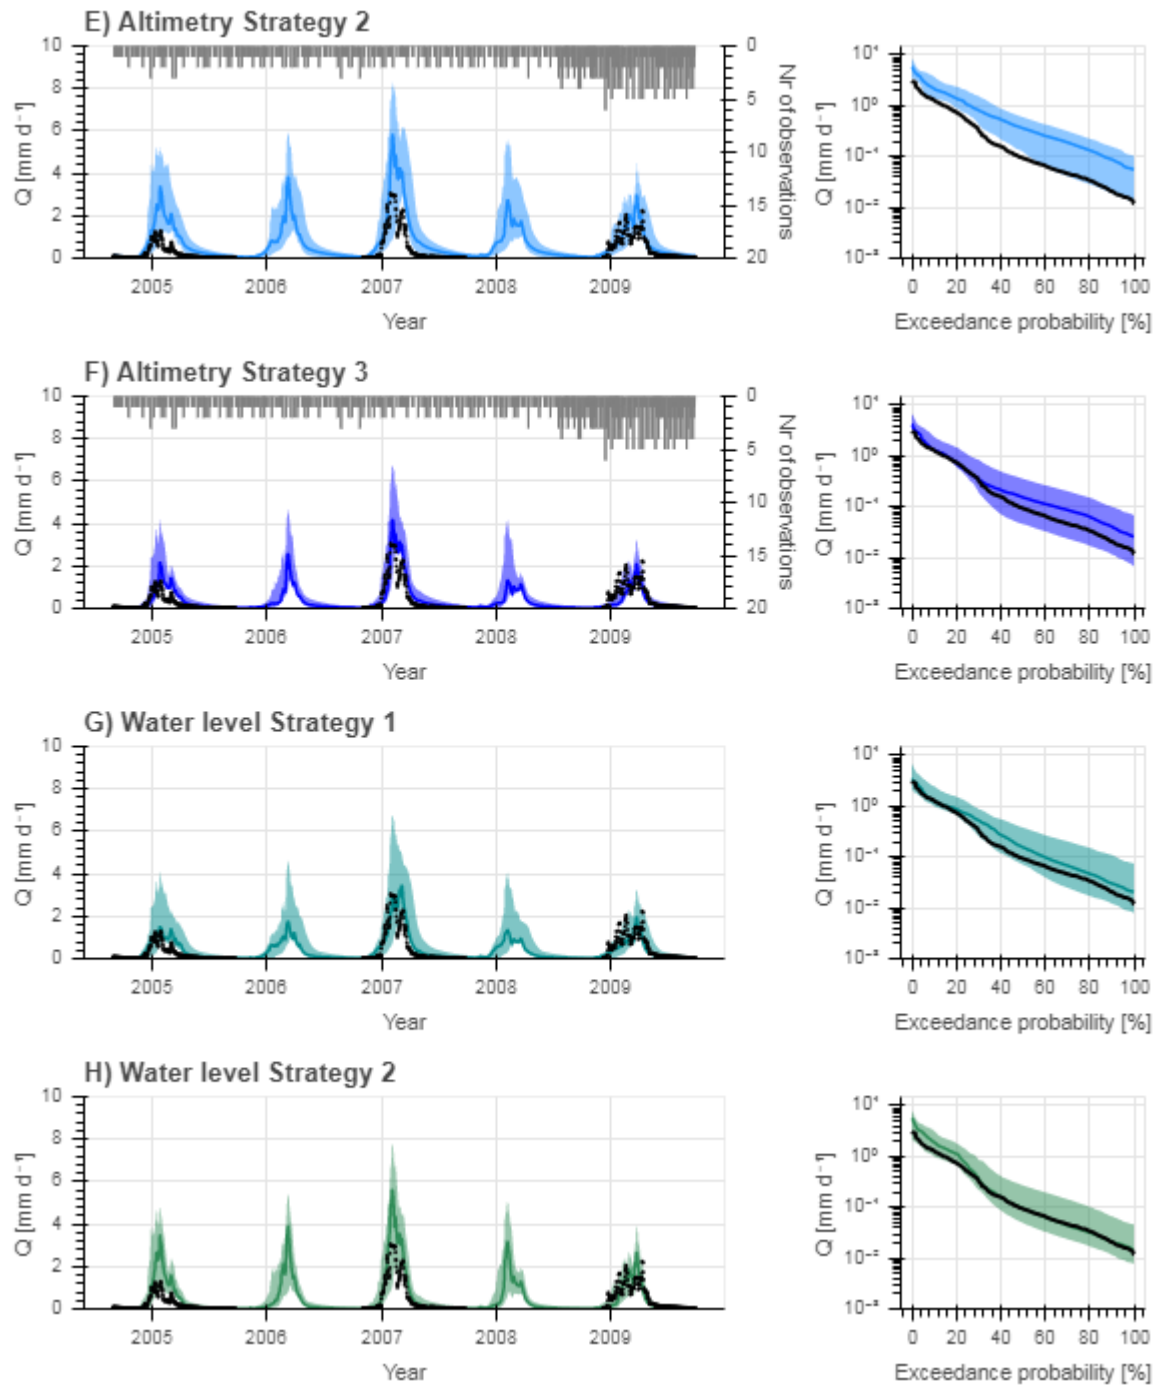 E) Altimetry Strategy 2
10
8
6
4
2
0
Q [mm d⁻¹]
0
5
10
15
20
Nr of observations
2005 2006 2007 2008 2009
Year
10¹
10⁰
10⁻¹
10⁻²
10⁻³
Q [mm d⁻¹]
0 20 40 60 80 100
Exceedance probability [%]
F) Altimetry Strategy 3
10
8
6
4
2
0
Q [mm d⁻¹]
0
5
10
15
20
Nr of observations
2005 2006 2007 2008 2009
Year
10¹
10⁰
10⁻¹
10⁻²
10⁻³
Q [mm d⁻¹]
0 20 40 60 80 100
Exceedance probability [%]
G) Water level Strategy 1
10
8
6
4
2
0
Q [mm d⁻¹]
2005 2006 2007 2008 2009
Year
10¹
10⁰
10⁻¹
10⁻²
10⁻³
Q [mm d⁻¹]
0 20 40 60 80 100
Exceedance probability [%]
H) Water level Strategy 2
10
8
6
4
2
0
Q [mm d⁻¹]
2005 2006 2007 2008 2009
Year
10¹
10⁰
10⁻¹
10⁻²
10⁻³
Q [mm d⁻¹]
0 20 40 60 80 100
Exceedance probability [%]